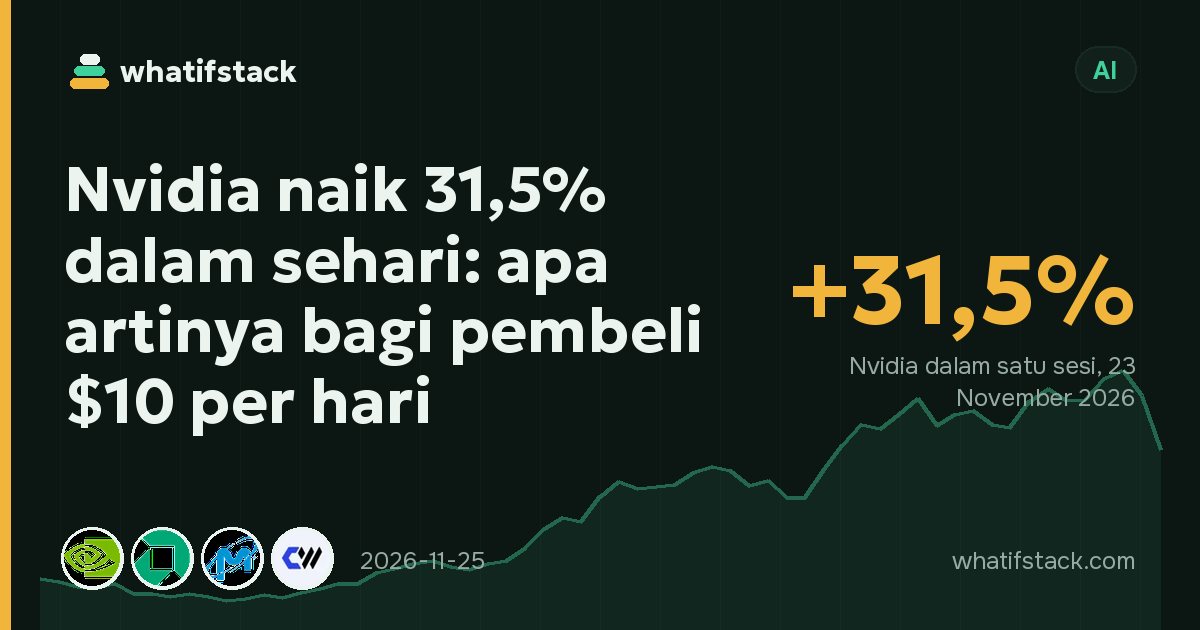 whatifstack
AI
Nvidia naik 31,5%
dalam sehari: apa
artinya bagi pembeli
$10 per hari
+31,5%
Nvidia dalam satu sesi, 23
November 2026
2026-11-25
whatifstack.com